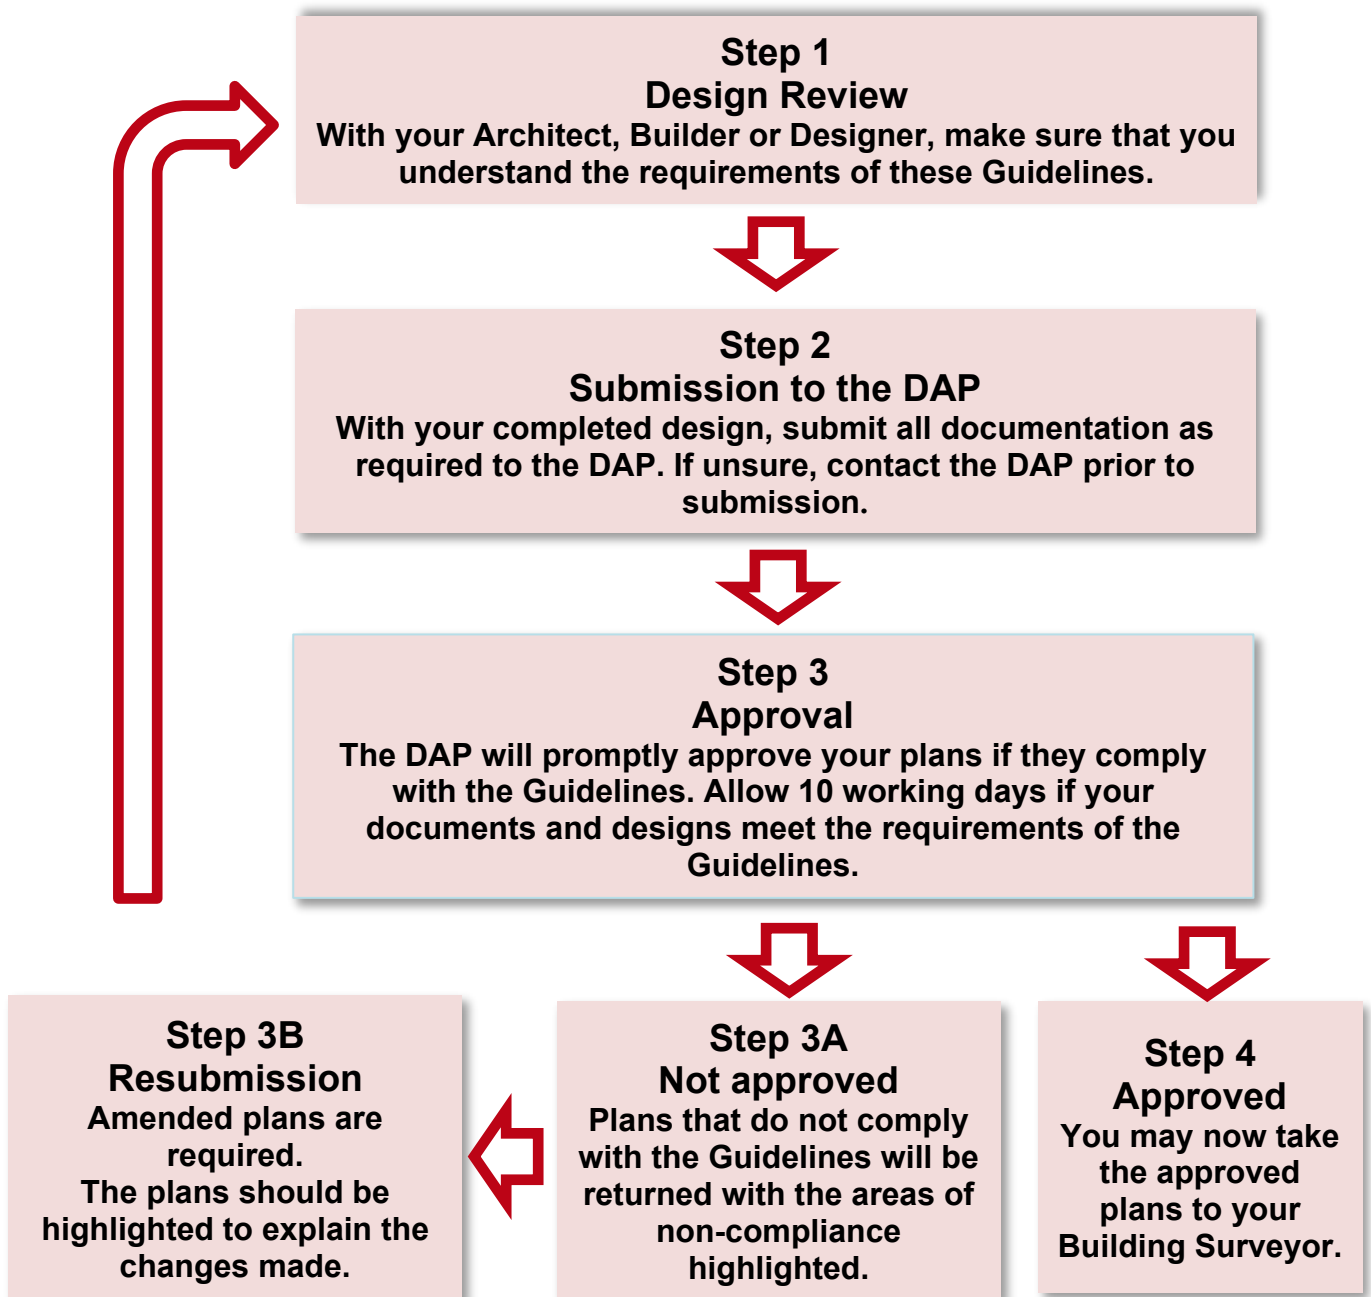 Step 1
Design Review
With your Architect, Builder or Designer, make sure that you
understand the requirements of these Guidelines.
Step 2
Submission to the DAP
With your completed design, submit all documentation as
required to the DAP. If unsure, contact the DAP prior to
submission.
Step 3
Approval
The DAP will promptly approve your plans if they comply
with the Guidelines. Allow 10 working days if your
documents and designs meet the requirements of the
Guidelines.
Step 3B
Resubmission
Amended plans are
required.
The plans should be
highlighted to explain the
changes made.
Step 3A
Not approved
Plans that do not comply
with the Guidelines will be
returned with the areas of
non-compliance
highlighted.
Step 4
Approved
You may now take
the approved
plans to your
Building Surveyor.